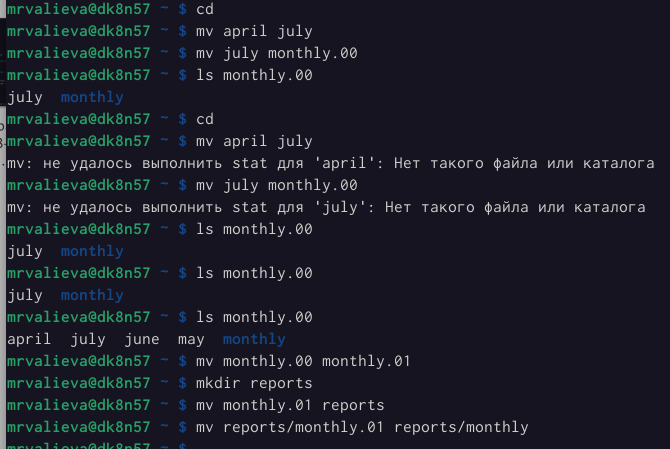 mrvalieva@dk8n57 ~ $ cd
mrvalieva@dk8n57 ~ $ mv april july
mrvalieva@dk8n57 ~ $ mv july monthly.00
mrvalieva@dk8n57 ~ $ ls monthly.00
july  monthly
mrvalieva@dk8n57 ~ $ cd
mrvalieva@dk8n57 ~ $ mv april july
mv: не удалось выполнить stat для 'april': Нет такого файла или каталога
mrvalieva@dk8n57 ~ $ mv july monthly.00
mv: не удалось выполнить stat для 'july': Нет такого файла или каталога
mrvalieva@dk8n57 ~ $ ls monthly.00
july  monthly
mrvalieva@dk8n57 ~ $ ls monthly.00
july  monthly
mrvalieva@dk8n57 ~ $ ls monthly.00
april  july  june  may  monthly
mrvalieva@dk8n57 ~ $ mv monthly.00 monthly.01
mrvalieva@dk8n57 ~ $ mkdir reports
mrvalieva@dk8n57 ~ $ mv monthly.01 reports
mrvalieva@dk8n57 ~ $ mv reports/monthly.01 reports/monthly
mrvalieva@dk8n57 ~ $